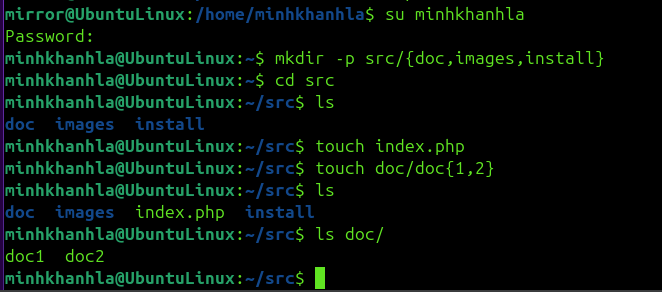 mirror@UbuntuLinux:/home/minhkhanhla$ su minhkhanhla
Password:
minhkhanhla@UbuntuLinux:~$ mkdir -p src/{doc,images,install}
minhkhanhla@UbuntuLinux:~$ cd src
minhkhanhla@UbuntuLinux:~/src$ ls
doc  images  install
minhkhanhla@UbuntuLinux:~/src$ touch index.php
minhkhanhla@UbuntuLinux:~/src$ touch doc/doc{1,2}
minhkhanhla@UbuntuLinux:~/src$ ls
doc  images  index.php  install
minhkhanhla@UbuntuLinux:~/src$ ls doc/
doc1  doc2
minhkhanhla@UbuntuLinux:~/src$